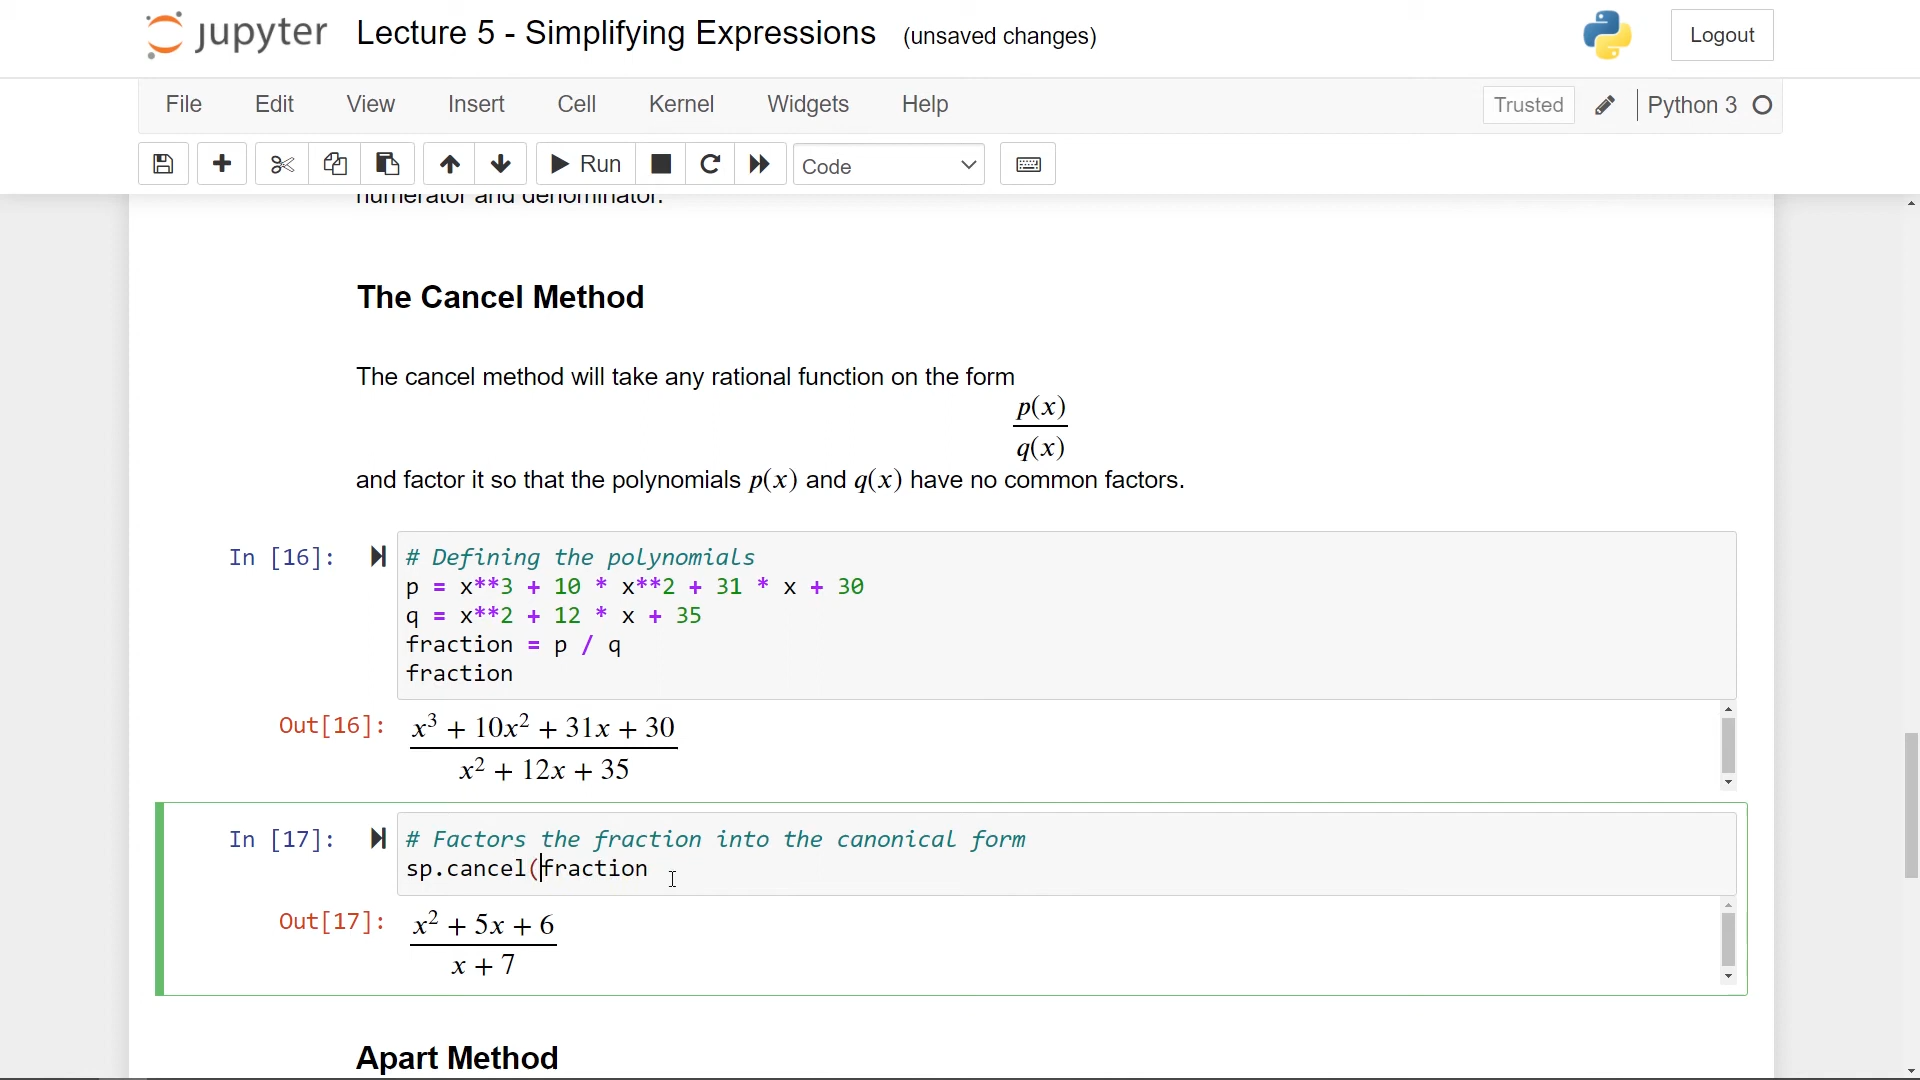 jupyter Lecture 5 - Simplifying Expressions (unsaved changes) Logout
File Edit View Insert Cell Kernel Widgets Help Trusted Python 3
Run Code
numerator and denominator.
The Cancel Method
The cancel method will take any rational function on the form
p(x)
q(x)
and factor it so that the polynomials p(x) and q(x) have no common factors.
In [16]: # Defining the polynomials
p = x**3 + 10 * x**2 + 31 * x + 30
q = x**2 + 12 * x + 35
fraction = p / q
fraction
Out[16]: x³ + 10x² + 31x + 30
x² + 12x + 35
In [17]: # Factors the fraction into the canonical form
sp.cancel(fraction
Out[17]: x² + 5x + 6
x + 7
Apart Method